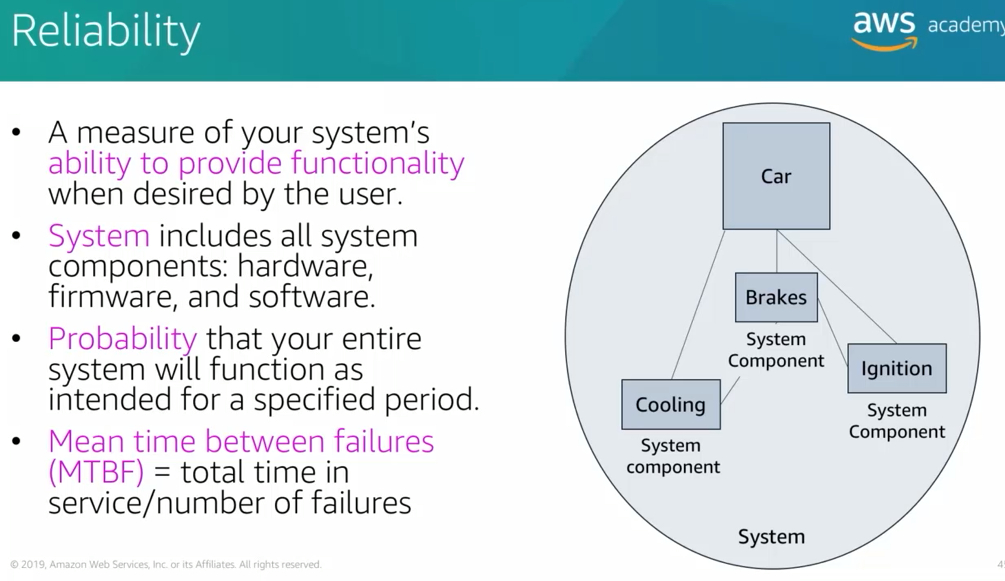 Reliability
aws academy
• A measure of your system's
ability to provide functionality
when desired by the user.
• System includes all system
components: hardware,
firmware, and software.
• Probability that your entire
system will function as
intended for a specified period.
• Mean time between failures
(MTBF) = total time in
service/number of failures
Car
Brakes
System
Component
Ignition
System
Component
Cooling
System
component
System
© 2019, Amazon Web Services, Inc. or its Affiliates. All rights reserved.